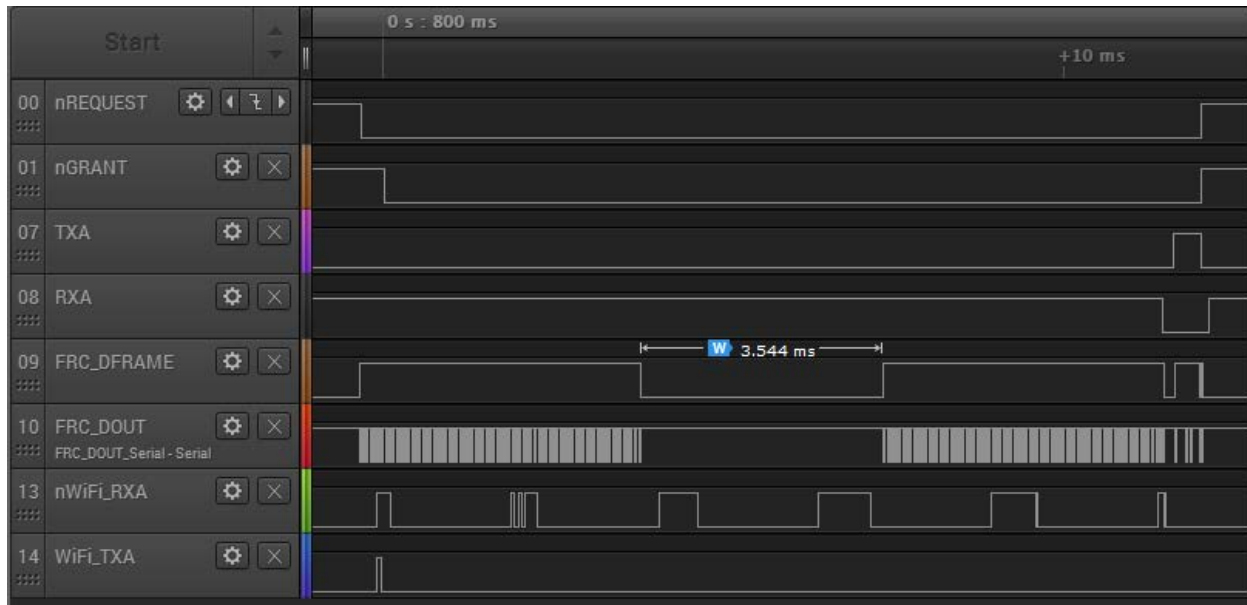 0 s : 800 ms
Start
+10 ms
00 nREQUEST
01 nGRANT
07 TXA
08 RXA
W 3.544 ms
09 FRC_DFRAME
10 FRC_DOUT
FRC_DOUT_Serial - Serial
13 nWiFi_RXA
14 WiFi_TXA